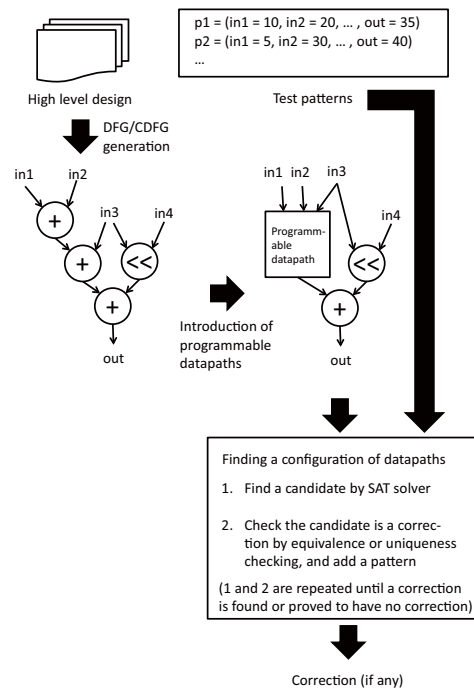 p1 = (in1 = 10, in2 = 20, ... , out = 35)
p2 = (in1 = 5, in2 = 30, ... , out = 40)
...
High level design
Test patterns
DFG/CDFG
generation
in1
in2
in3
in4
+
+
<<
+
out
Introduction of
programmable
datapaths
in1
in2
in3
in4
Programm-
able
datapath
<<
+
out
Finding a configuration of datapaths
1. Find a candidate by SAT solver
2. Check the candidate is a correc-
tion by equivalence or uniqueness
checking, and add a pattern
(1 and 2 are repeated until a correction
is found or proved to have no correction)
Correction (if any)